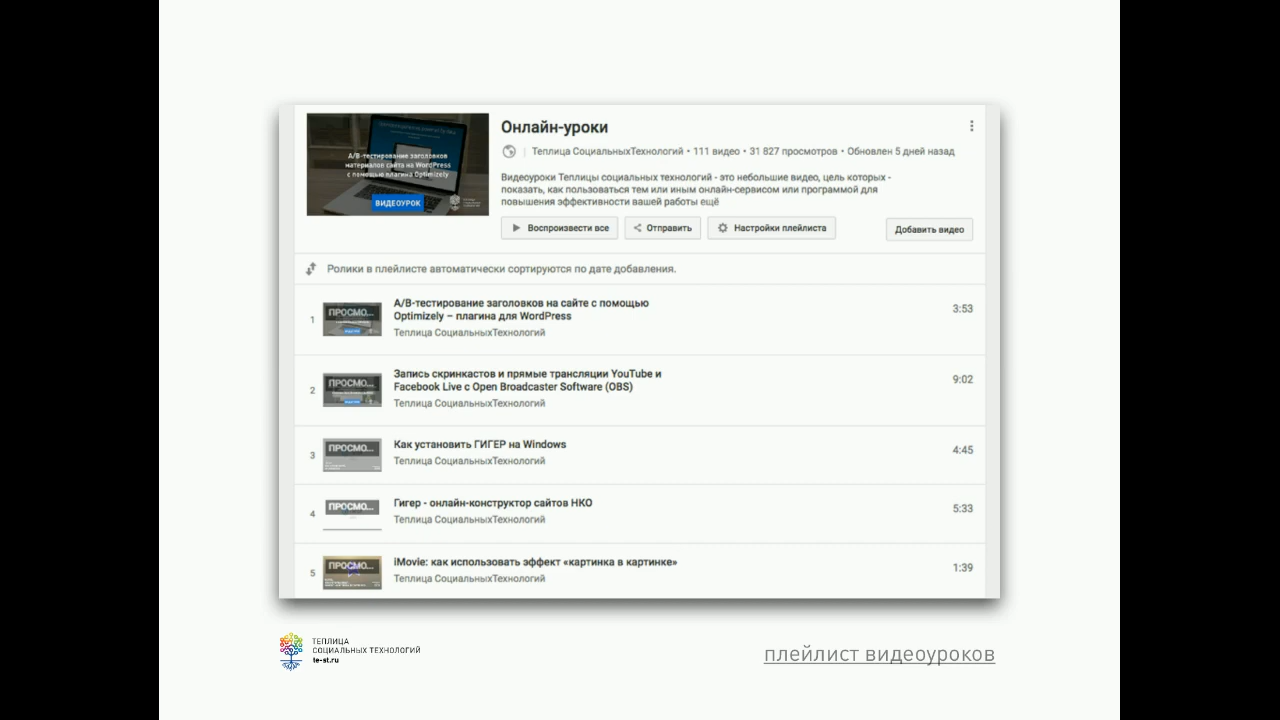 Онлайн-уроки
Теплица СоциальныхТехнологий • 111 видео • 31 827 просмотров • Обновлен 5 дней назад
A/B-тестирование заголовков
материалов сайта на WordPress
с помощью плагина Optimizely
ВИДЕОУРОК
Видеоуроки Теплицы социальных технологий - это небольшие видео, цель которых -
показать, как пользоваться тем или иным онлайн-сервисом или программой для
повышения эффективности вашей работы ещё
Воспроизвести все
Отправить
Настройки плейлиста
Добавить видео
Ролики в плейлисте автоматически сортируются по дате добавления.
1
ПРОСМО...
A/B-тестирование заголовков на сайте с помощью
Optimizely – плагина для WordPress
Теплица СоциальныхТехнологий
3:53
2
ПРОСМО...
Запись скринкастов и прямые трансляции YouTube и
Facebook Live с Open Broadcaster Software (OBS)
Теплица СоциальныхТехнологий
9:02
3
ПРОСМО...
Как установить ГИГЕР на Windows
Теплица СоциальныхТехнологий
4:45
4
ПРОСМО...
Гигер - онлайн-конструктор сайтов НКО
Теплица СоциальныхТехнологий
5:33
5
ПРОСМО...
iMovie: как использовать эффект «картинка в картинке»
Теплица СоциальныхТехнологий
1:39
ТЕПЛИЦА
СОЦИАЛЬНЫХ ТЕХНОЛОГИЙ
te-st.ru
плейлист видеоуроков